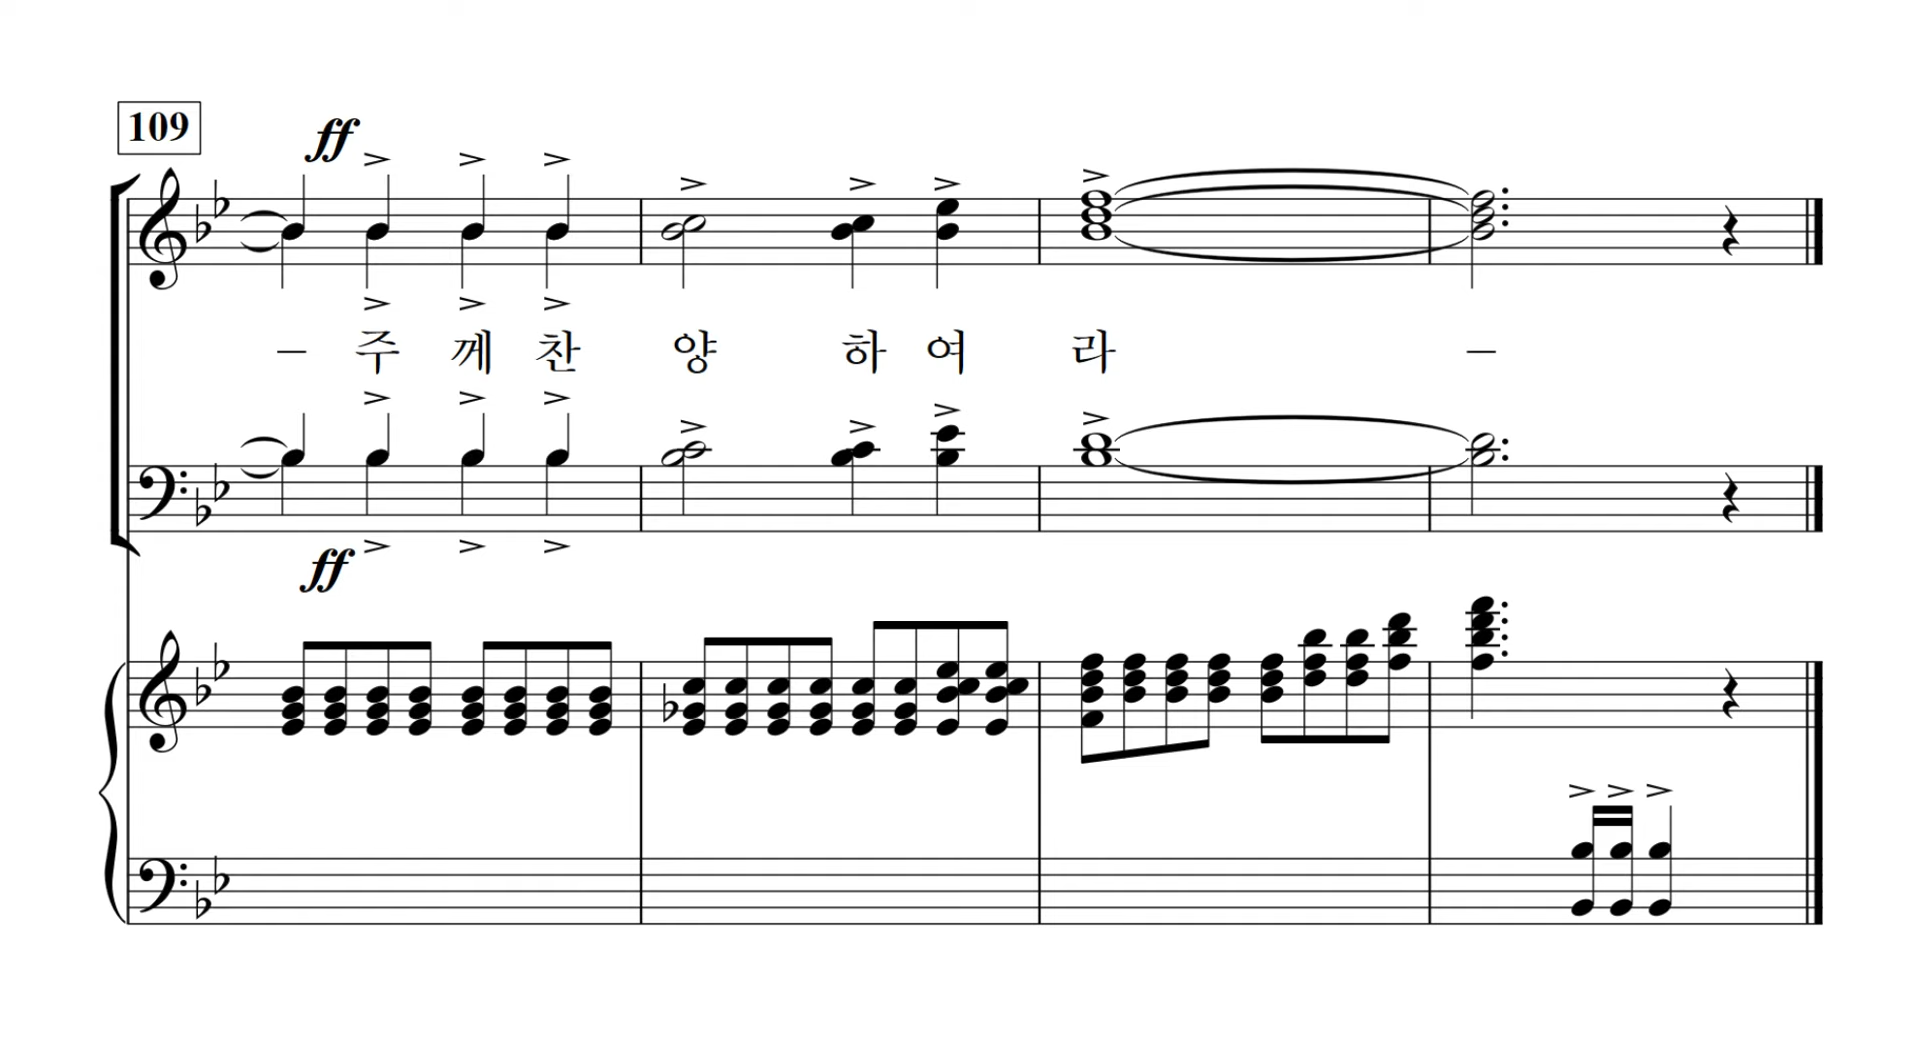 109
ff
– 주 께 찬 양 하 여 라 –
ff